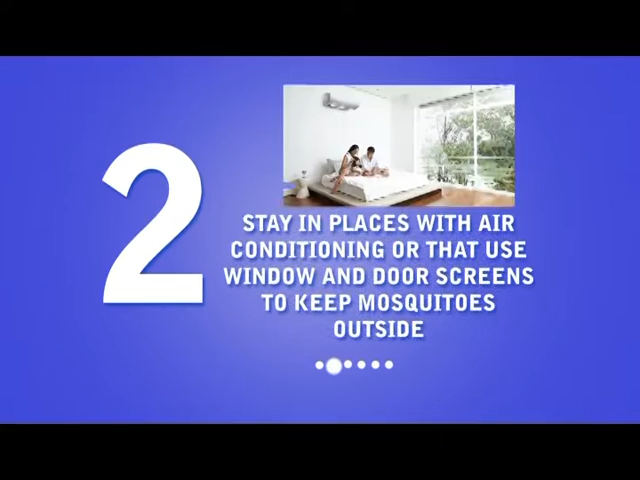 2
STAY IN PLACES WITH AIR
CONDITIONING OR THAT USE
WINDOW AND DOOR SCREENS
TO KEEP MOSQUITOES
OUTSIDE